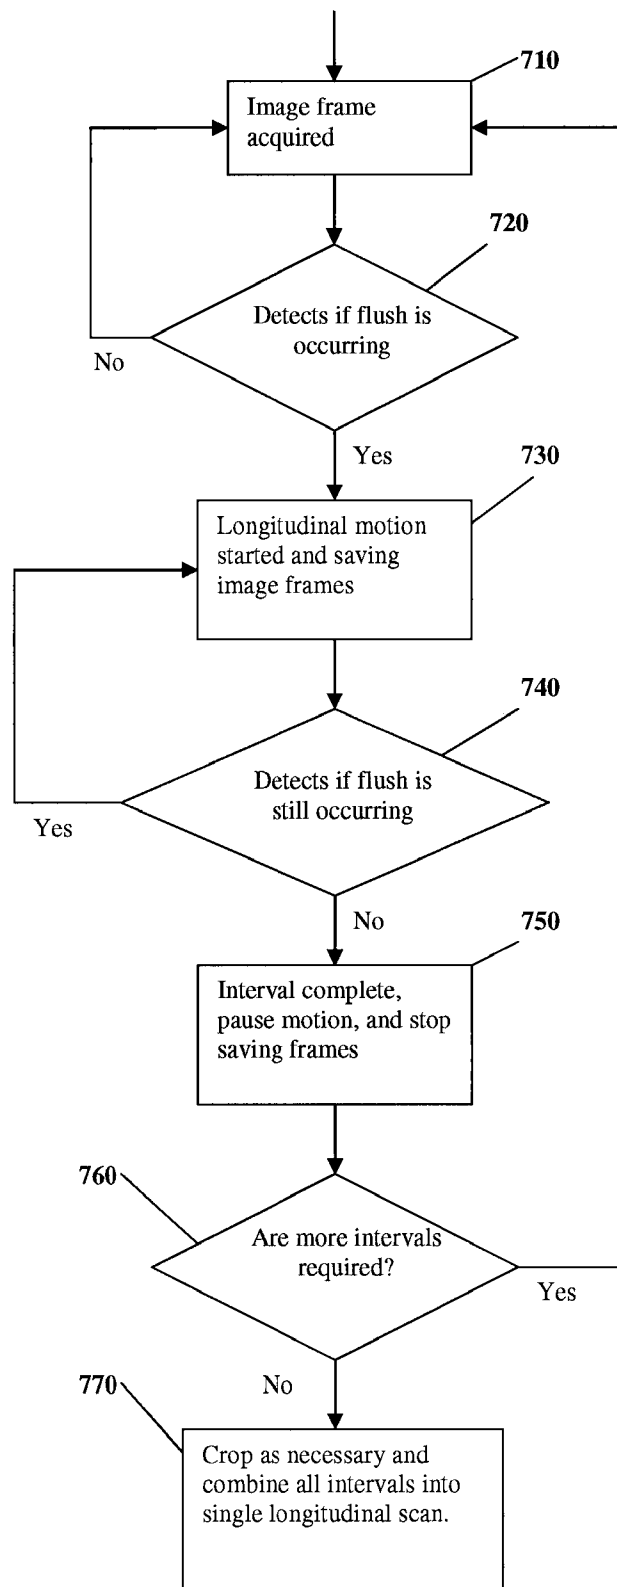 710
Image frame
acquired
720
Detects if flush is
occurring
No
Yes
730
Longitudinal motion
started and saving
image frames
740
Detects if flush is
still occurring
Yes
No
750
Interval complete,
pause motion, and stop
saving frames
760
Are more intervals
required?
Yes
No
770
Crop as necessary and
combine all intervals into
single longitudinal scan.